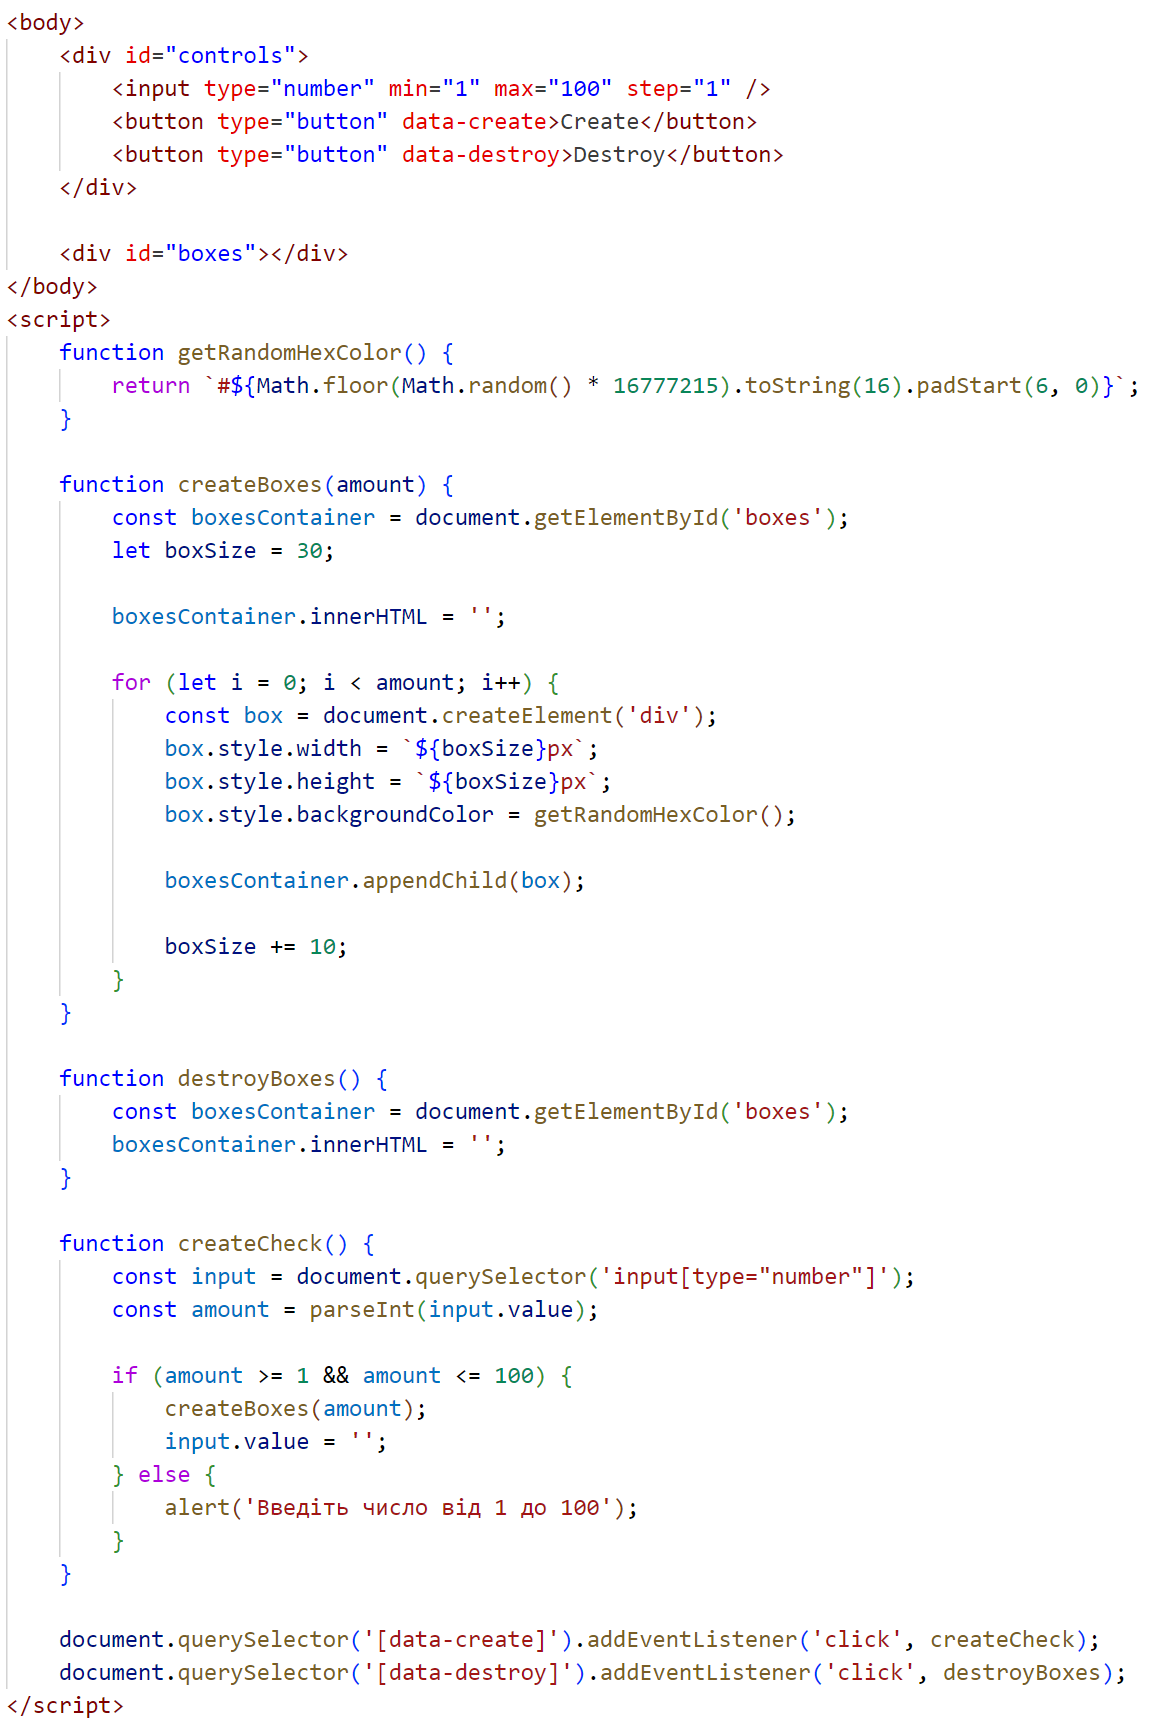 <body>
    <div id="controls">
        <input type="number" min="1" max="100" step="1" />
        <button type="button" data-create>Create</button>
        <button type="button" data-destroy>Destroy</button>
    </div>

    <div id="boxes"></div>
</body>
<script>
    function getRandomHexColor() {
        return `#${Math.floor(Math.random() * 16777215).toString(16).padStart(6, 0)}`;
    }

    function createBoxes(amount) {
        const boxesContainer = document.getElementById('boxes');
        let boxSize = 30;

        boxesContainer.innerHTML = '';

        for (let i = 0; i < amount; i++) {
            const box = document.createElement('div');
            box.style.width = `${boxSize}px`;
            box.style.height = `${boxSize}px`;
            box.style.backgroundColor = getRandomHexColor();

            boxesContainer.appendChild(box);

            boxSize += 10;
        }
    }

    function destroyBoxes() {
        const boxesContainer = document.getElementById('boxes');
        boxesContainer.innerHTML = '';
    }

    function createCheck() {
        const input = document.querySelector('input[type="number"]');
        const amount = parseInt(input.value);

        if (amount >= 1 && amount <= 100) {
            createBoxes(amount);
            input.value = '';
        } else {
            alert('Введіть число від 1 до 100');
        }
    }

    document.querySelector('[data-create]').addEventListener('click', createCheck);
    document.querySelector('[data-destroy]').addEventListener('click', destroyBoxes);
</script>